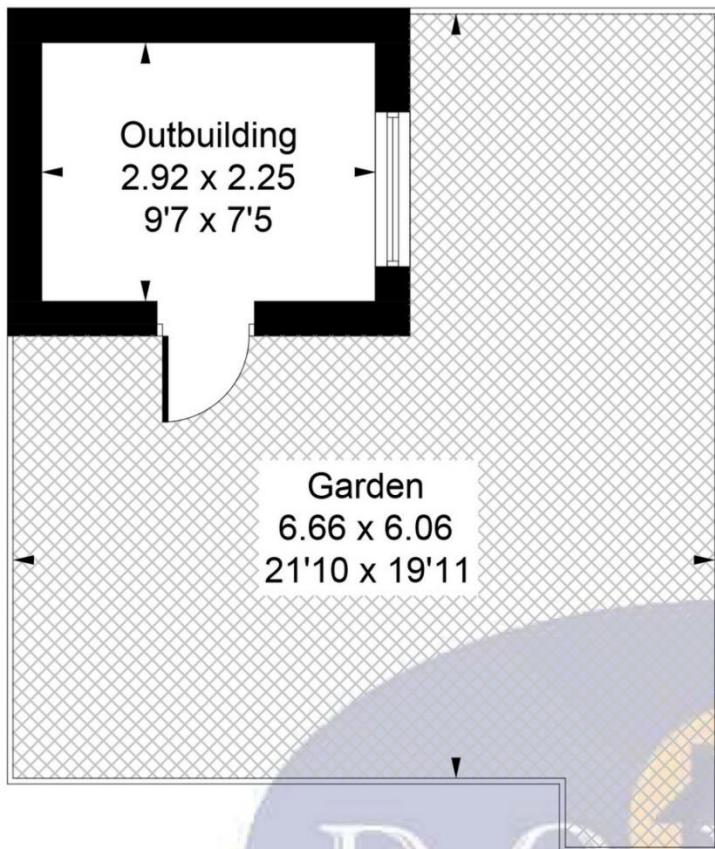 Outbuilding
2.92 x 2.25
9'7 x 7'5
Garden
6.66 x 6.06
21'10 x 19'11